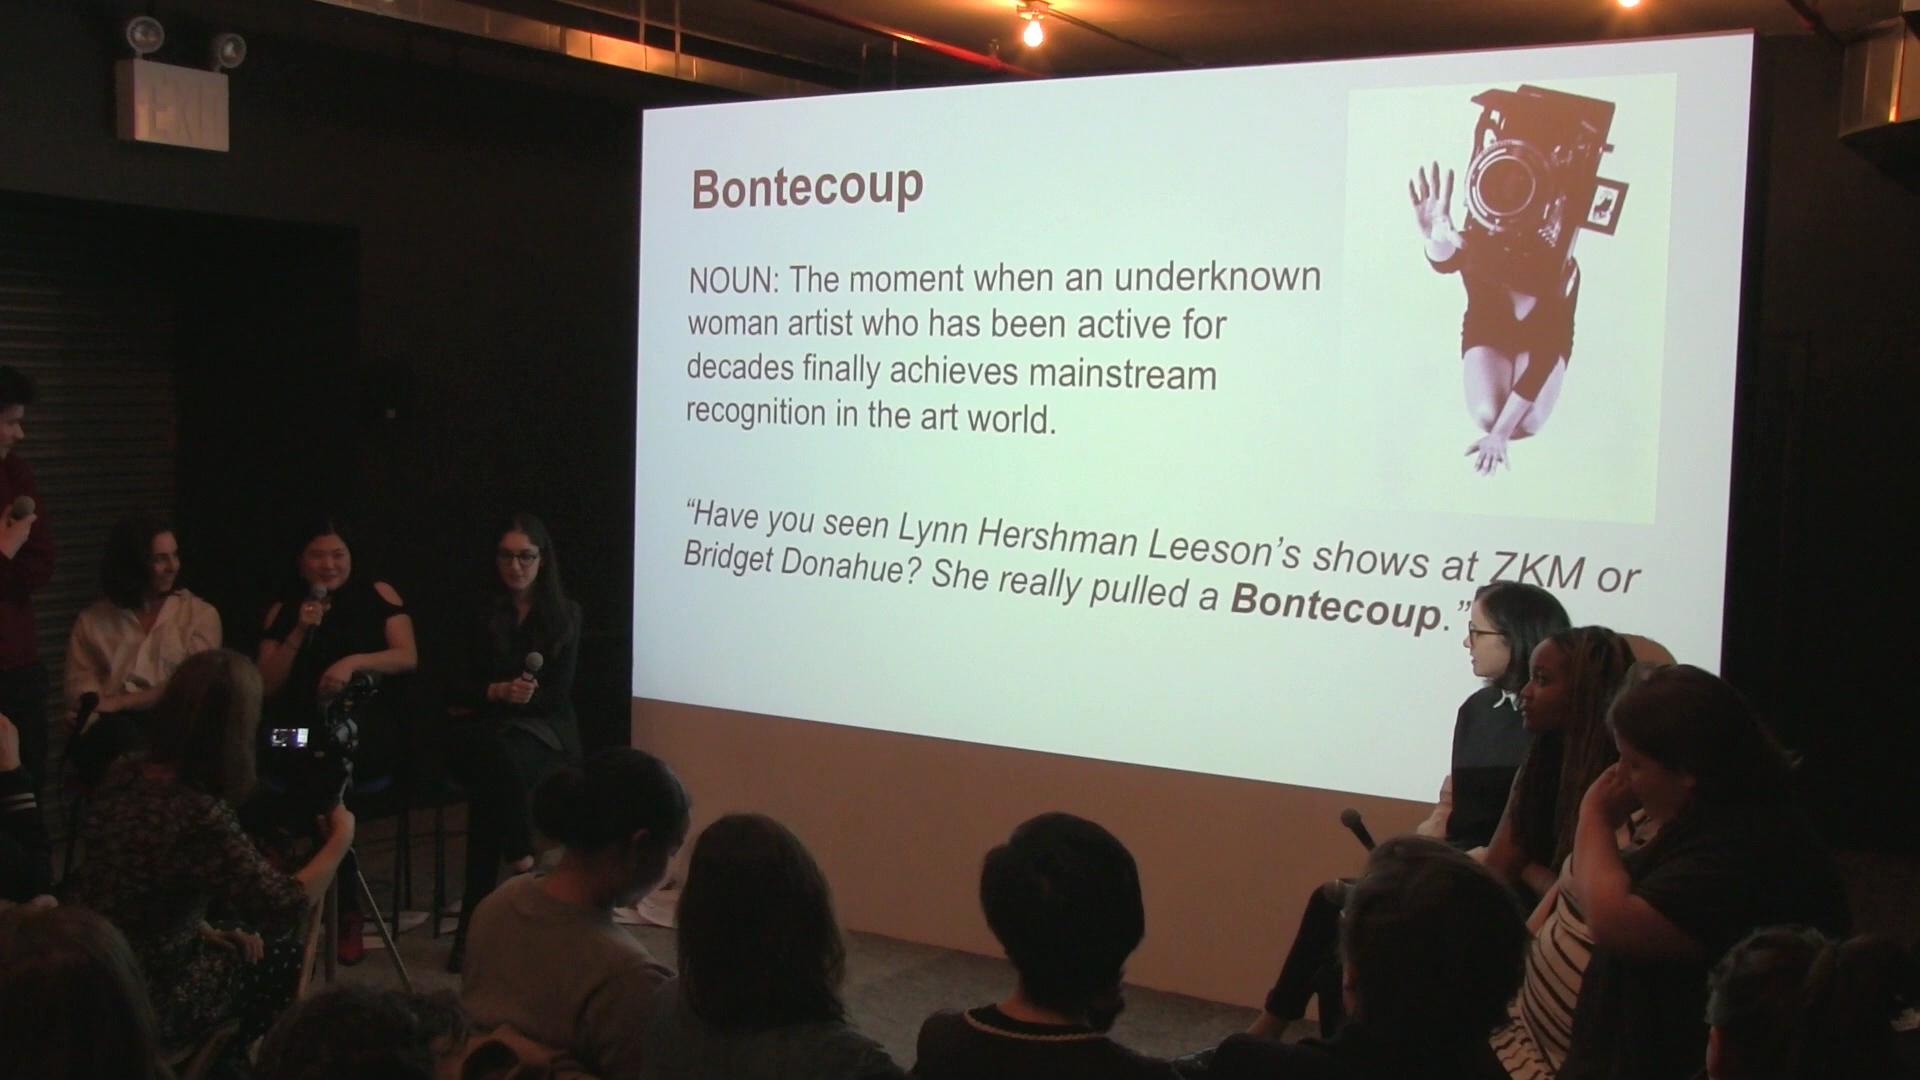 EXIT
Bontecoup
NOUN: The moment when an underknown
woman artist who has been active for
decades finally achieves mainstream
recognition in the art world.
“Have you seen Lynn Hershman Leeson’s shows at ZKM or
Bridget Donahue? She really pulled a Bontecoup.”